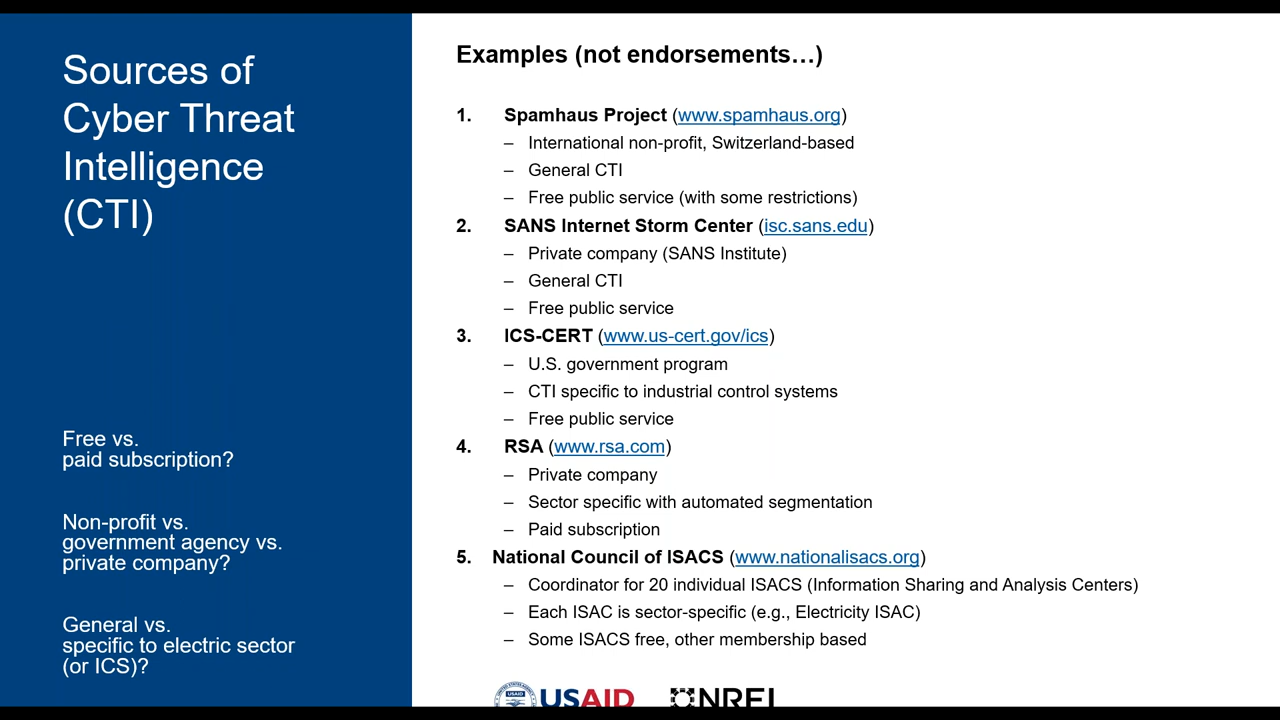 Sources of
Cyber Threat
Intelligence
(CTI)
Free vs.
paid subscription?
Non-profit vs.
government agency vs.
private company?
General vs.
specific to electric sector
(or ICS)?
Examples (not endorsements…)
1. Spamhaus Project (www.spamhaus.org)
– International non-profit, Switzerland-based
– General CTI
– Free public service (with some restrictions)
2. SANS Internet Storm Center (isc.sans.edu)
– Private company (SANS Institute)
– General CTI
– Free public service
3. ICS-CERT (www.us-cert.gov/ics)
– U.S. government program
– CTI specific to industrial control systems
– Free public service
4. RSA (www.rsa.com)
– Private company
– Sector specific with automated segmentation
– Paid subscription
5. National Council of ISACS (www.nationalisacs.org)
– Coordinator for 20 individual ISACS (Information Sharing and Analysis Centers)
– Each ISAC is sector-specific (e.g., Electricity ISAC)
– Some ISACS free, other membership based
USAID NREL